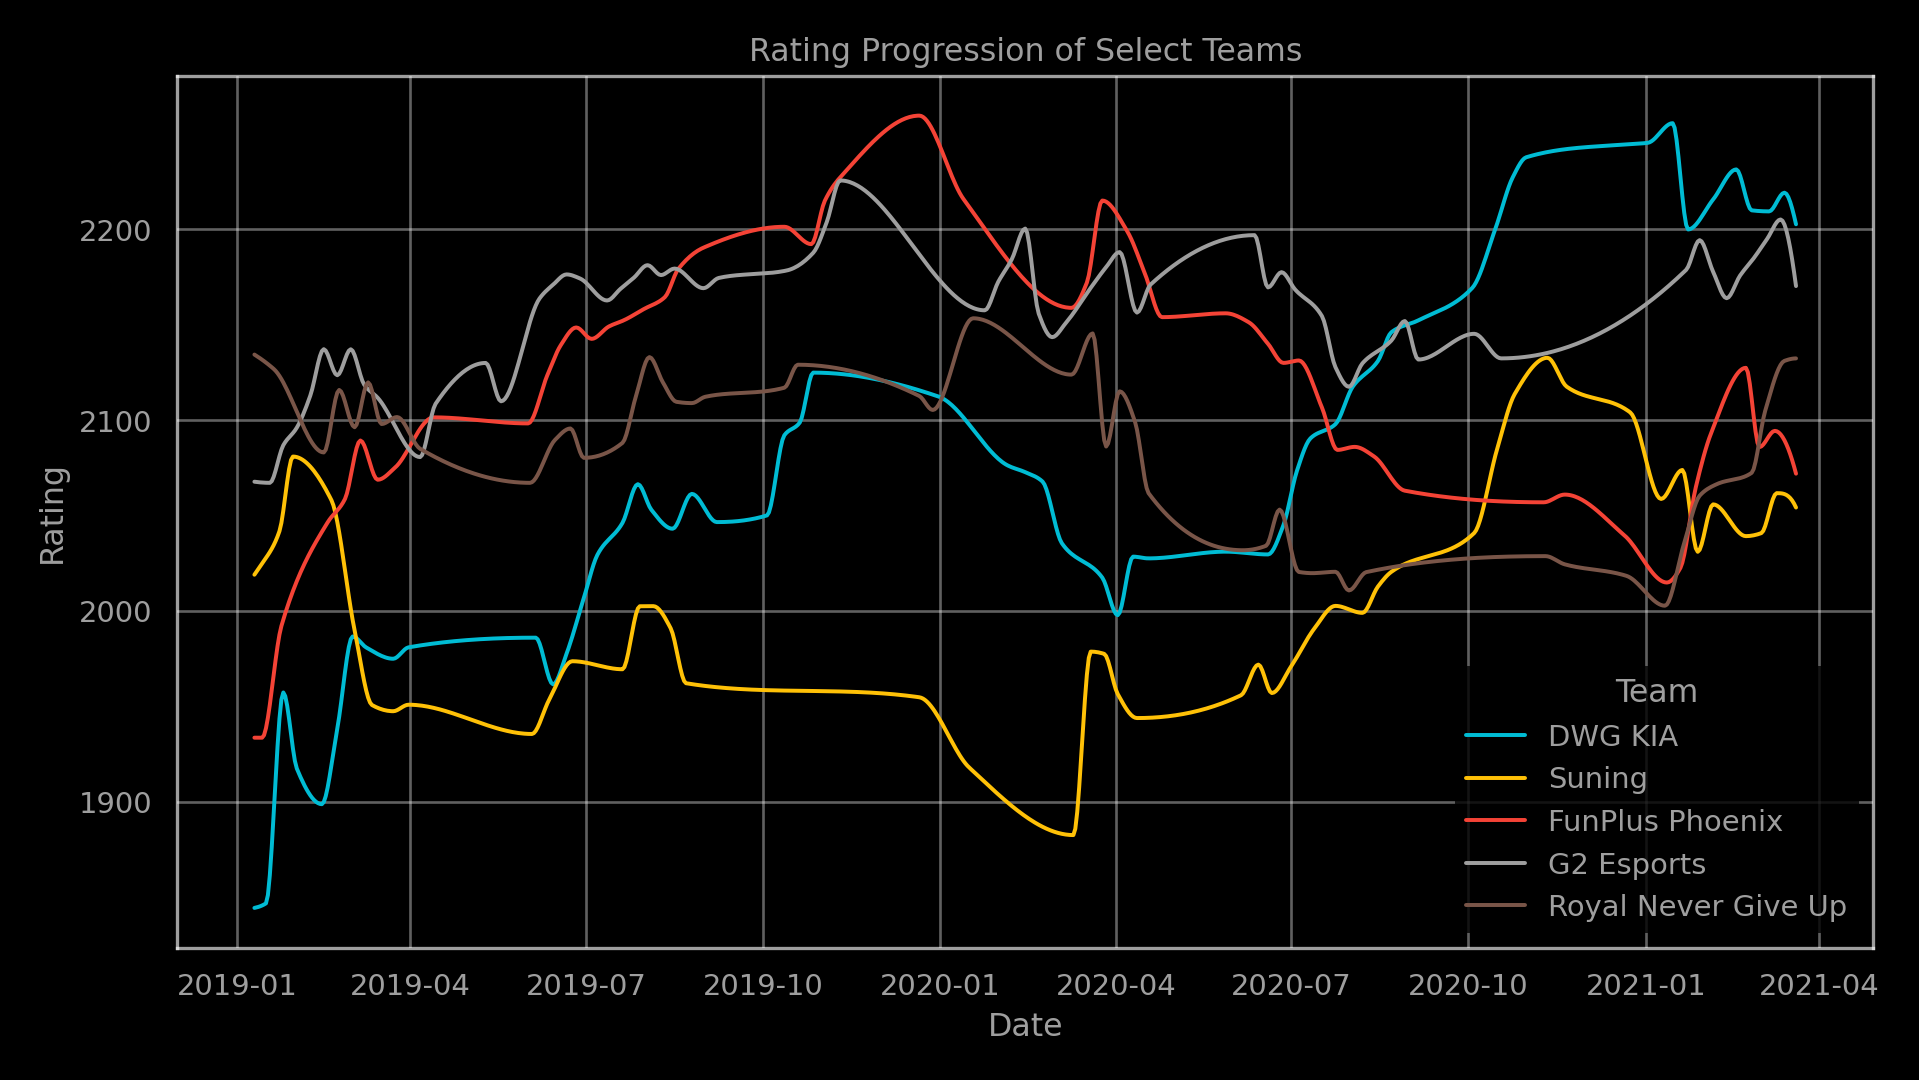 Rating Progression of Select Teams
Rating
2200
2100
2000
1900
2019-01 2019-04 2019-07 2019-10 2020-01 2020-04 2020-07 2020-10 2021-01 2021-04
Date
Team
DWG KIA
Suning
FunPlus Phoenix
G2 Esports
Royal Never Give Up